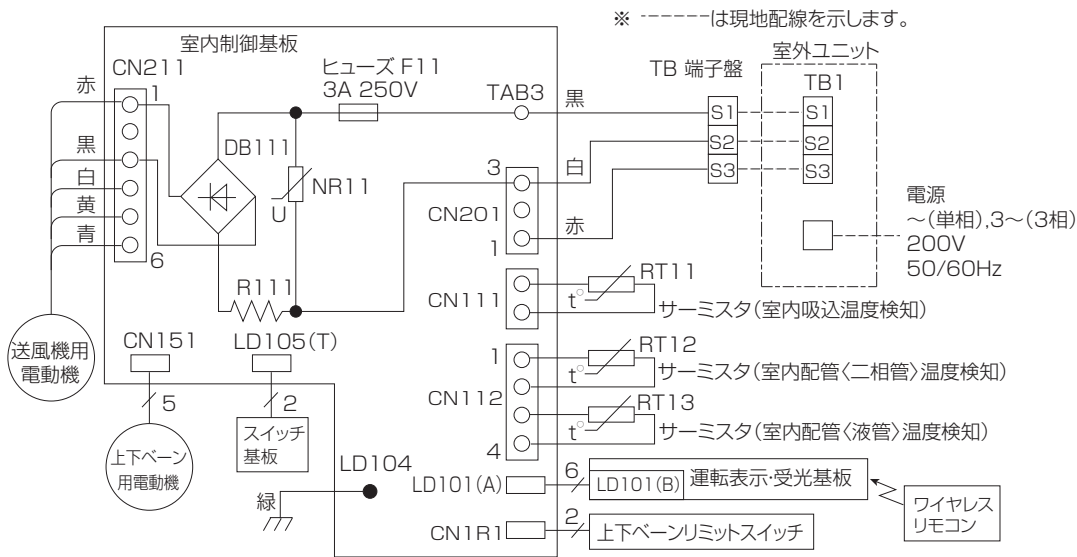 ※ ------は現地配線を示します。
室内制御基板
室外ユニット
CN211
ヒューズ F11
3A 250V
TAB3
黒
TB 端子盤
TB1
赤
1
S1
S1
DB111
黒
S2
S2
3
白
S3
S3
NR11
白
U
CN201
黄
赤
電源
～(単相),3～(3相)
200V
50/60Hz
青
1
6
R111
RT11
CN111
t°
サーミスタ(室内吸込温度検知)
送風機用
電動機
CN151
LD105(T)
1
RT12
t°
サーミスタ(室内配管〈二相管〉温度検知)
5
2
CN112
RT13
t°
サーミスタ(室内配管〈液管〉温度検知)
4
スイッチ
基板
上下ベーン
用電動機
LD104
緑
LD101(A)
6
LD101(B)
運転表示・受光基板
ワイヤレス
リモコン
CN1R1
2
上下ベーンリミットスイッチ